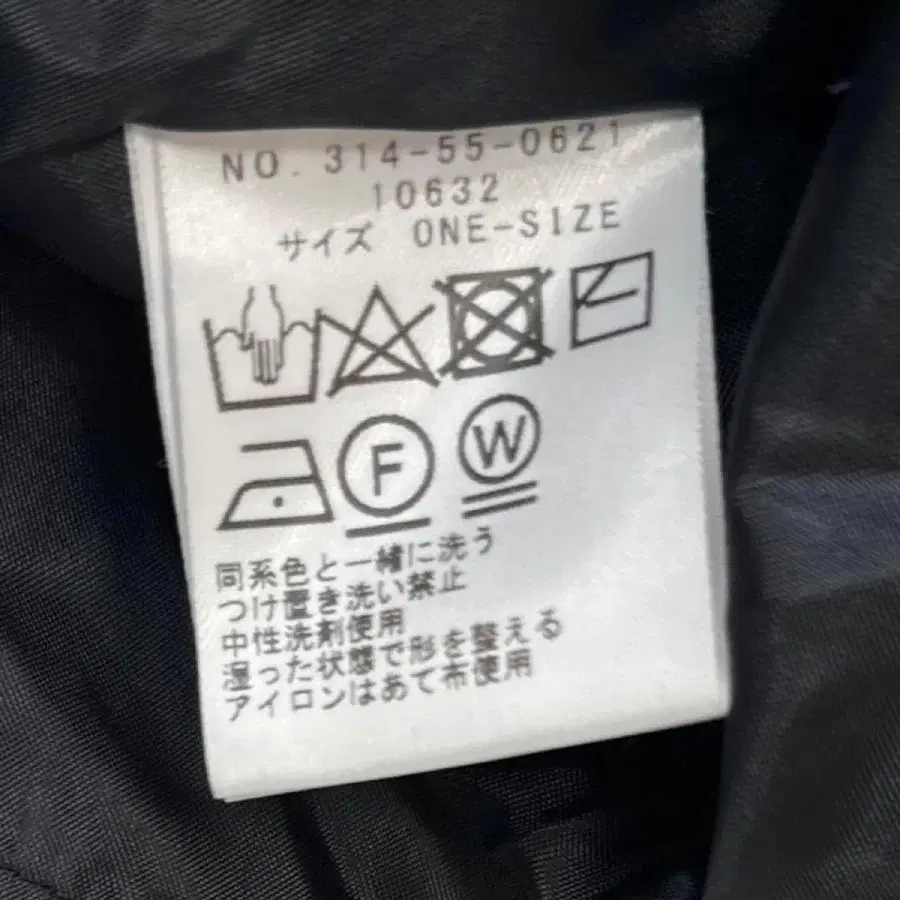 NO. 314-55-0621
10632
サイズ ONE-SIZE
F W
同系色と一緒に洗う
つけ置き洗い禁止
中性洗剤使用
湿った状態で形を整える
アイロンはあて布使用